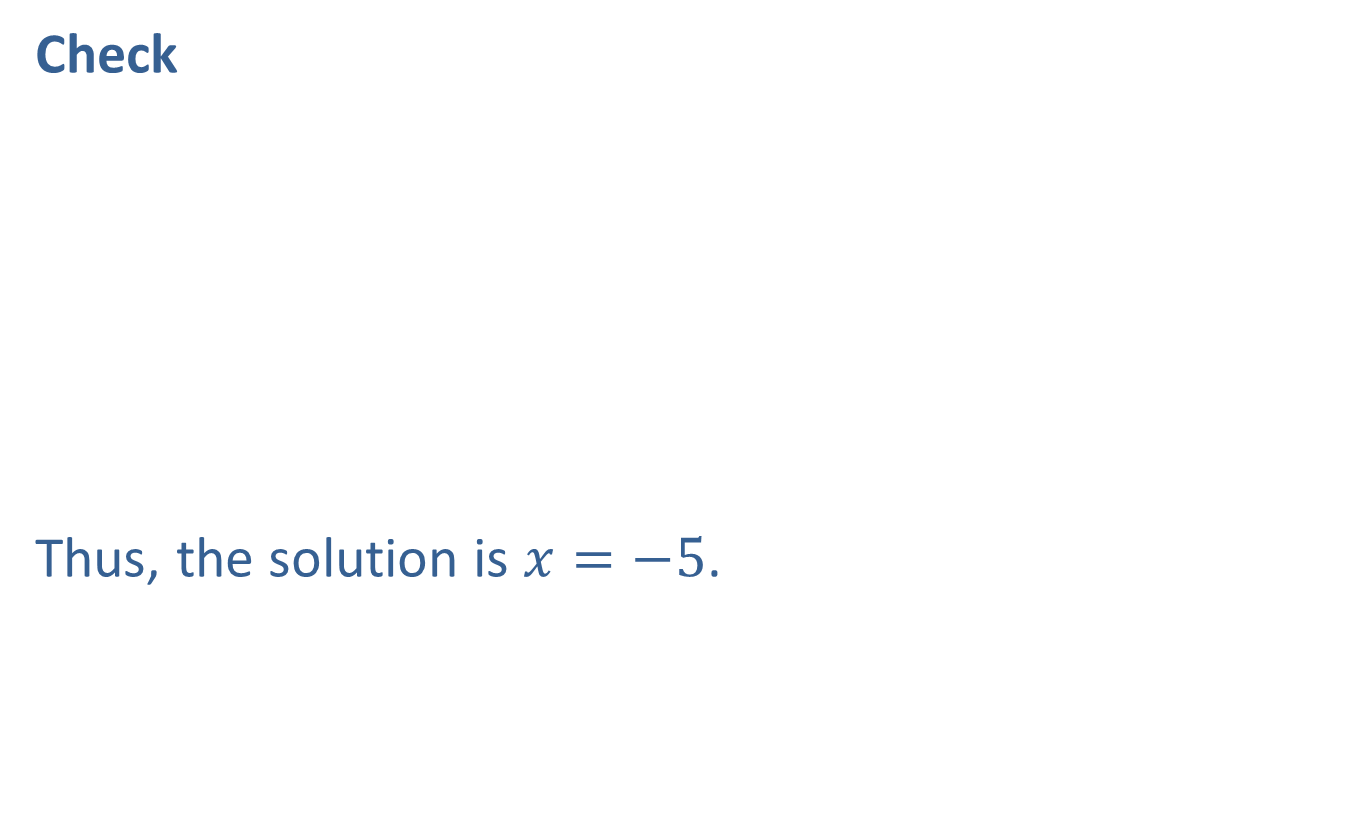 Check
Thus, the solution is 𝑥 = −5.